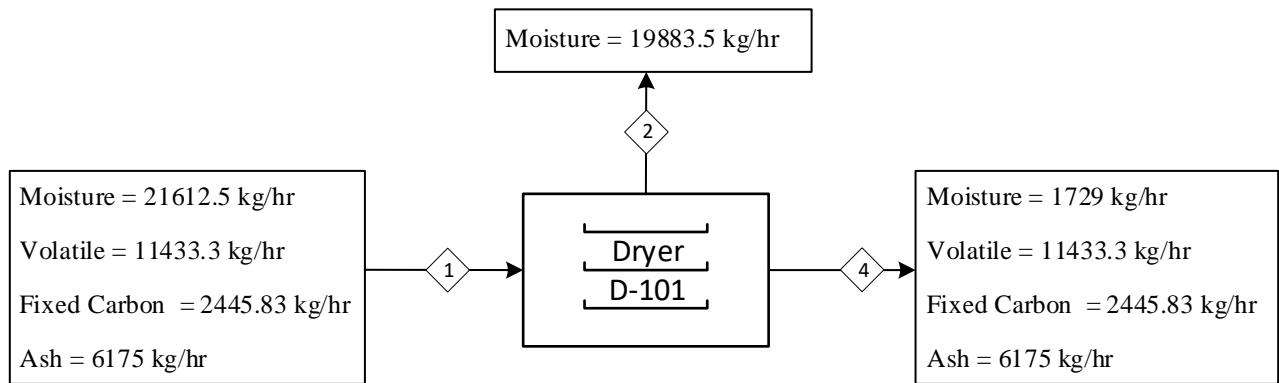 Moisture = 19883.5 kg/hr
2
Moisture = 21612.5 kg/hr
Volatile = 11433.3 kg/hr
Fixed Carbon = 2445.83 kg/hr
Ash = 6175 kg/hr
1
Dryer
D-101
4
Moisture = 1729 kg/hr
Volatile = 11433.3 kg/hr
Fixed Carbon = 2445.83 kg/hr
Ash = 6175 kg/hr